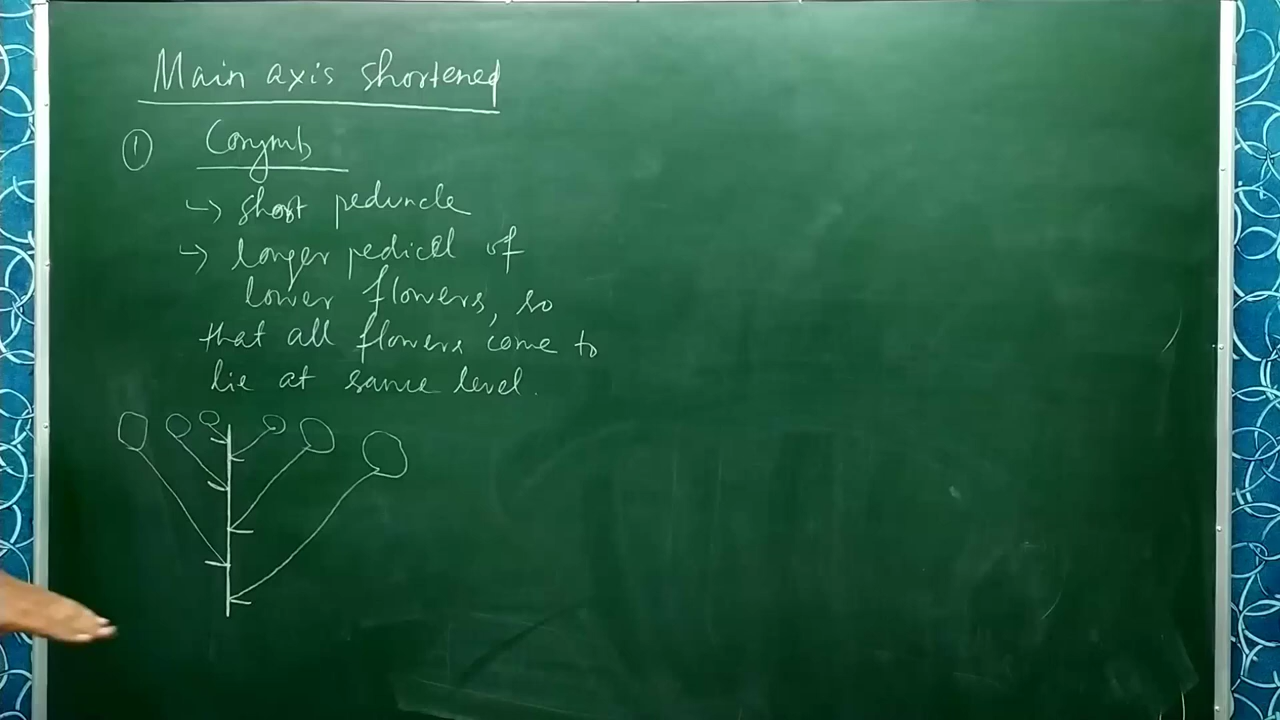 Main axis shortened
① Corymb
→ short peduncle
→ longer pedicel of
lower flowers, so
that all flowers come to
lie at same level.